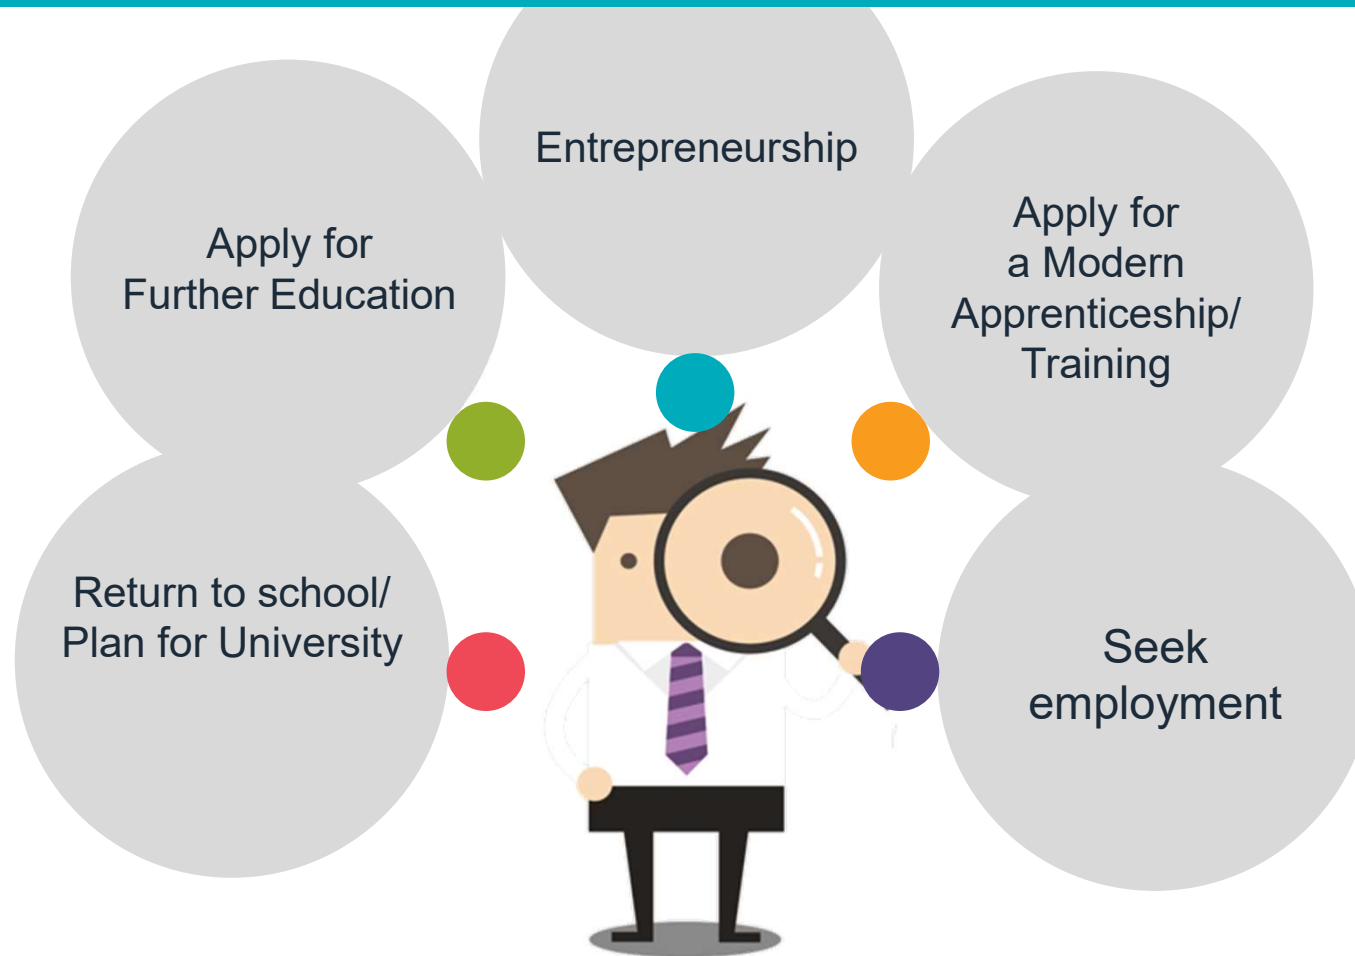 Entrepreneurship
Apply for
Further Education
Apply for
a Modern
Apprenticeship/
Training
Return to school/
Plan for University
Seek
employment